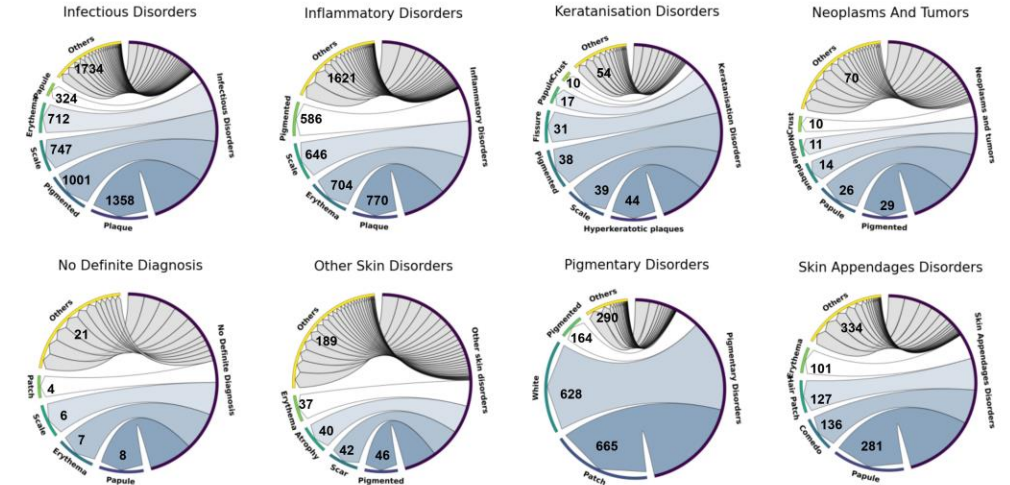 Infectious Disorders
Others
1734
Papule
324
Erythema
712
Scale
747
Pigmented
1001
Plaque
1358
Infectious Disorders
Inflammatory Disorders
Others
1621
Pigmented
586
Scale
646
Erythema
704
Plaque
770
Inflammatory Disorders
Keratanisation Disorders
Others
54
Crust
10
Papule
17
Fissure
31
Pigmented
38
Scale
39
Hyperkeratotic plaques
44
Keratanisation Disorders
Neoplasms And Tumors
Others
70
Crust
10
Nodule
11
Plaque
14
Papule
26
Pigmented
29
Neoplasms and tumors
No Definite Diagnosis
Others
21
Patch
4
Scale
6
Erythema
7
Papule
8
No Definite Diagnosis
Other Skin Disorders
Others
189
Erythema
37
Atrophy
40
Scar
42
Pigmented
46
Other skin disorders
Pigmentary Disorders
Others
290
Pigmented
164
White
628
Patch
665
Pigmentary Disorders
Skin Appendages Disorders
Others
334
Erythema
101
Hair Patch
127
Comedo
136
Papule
281
Skin Appendages Disorders